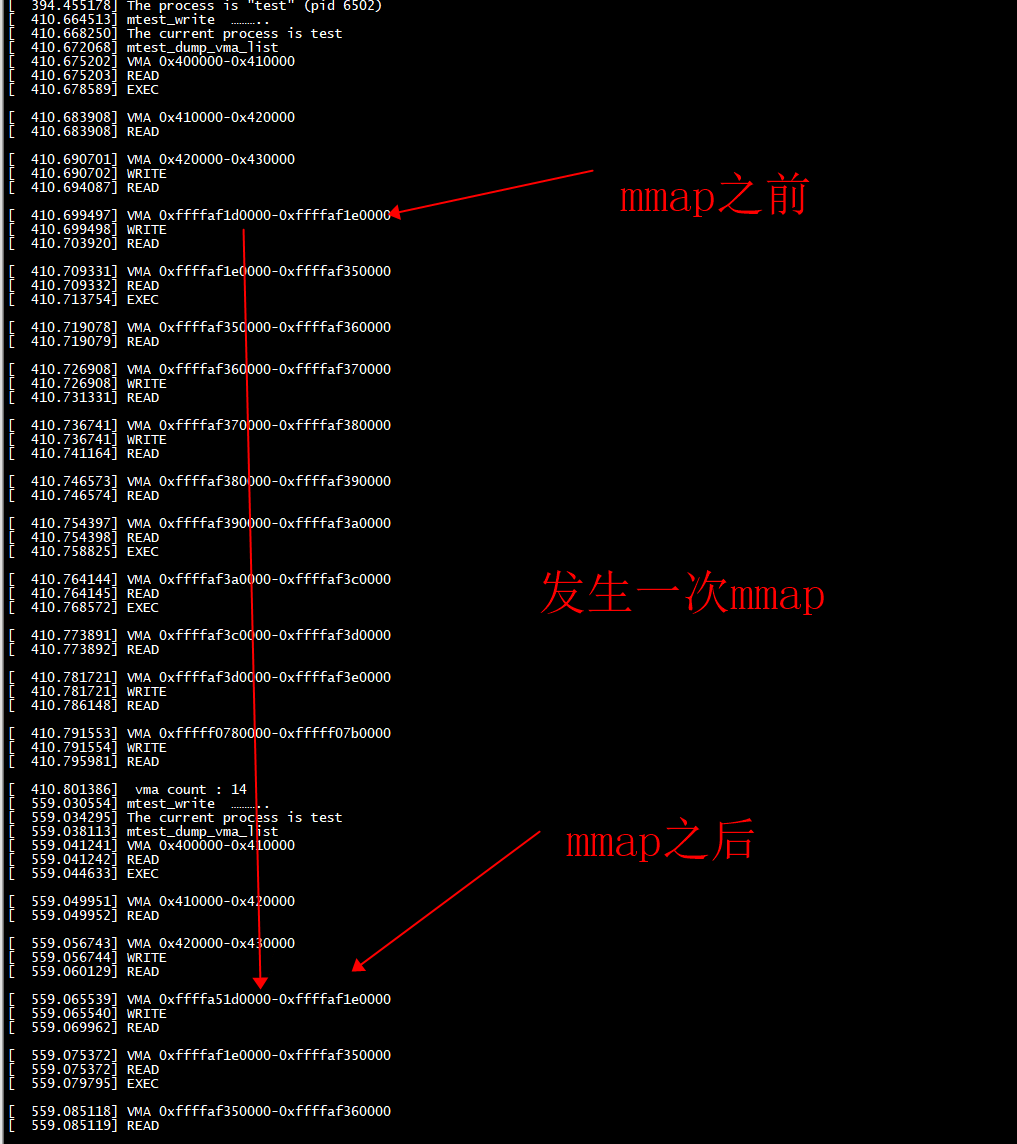 [  394.455178] The process is "test" (pid 6502)
[  410.664513] mtest_write  ………..
[  410.668250] The current process is test
[  410.672068] mtest_dump_vma_list
[  410.675202] VMA 0x400000-0x410000
[  410.675203] READ
[  410.678589] EXEC
[  410.683908] VMA 0x410000-0x420000
[  410.683908] READ
[  410.690701] VMA 0x420000-0x430000
[  410.690702] WRITE
[  410.694087] READ
mmap之前
[  410.699497] VMA 0xffffaf1d0000-0xffffaf1e0000
[  410.699498] WRITE
[  410.703920] READ
[  410.709331] VMA 0xffffaf1e0000-0xffffaf350000
[  410.709332] READ
[  410.713754] EXEC
[  410.719078] VMA 0xffffaf350000-0xffffaf360000
[  410.719079] READ
[  410.726908] VMA 0xffffaf360000-0xffffaf370000
[  410.726908] WRITE
[  410.731331] READ
[  410.736741] VMA 0xffffaf370000-0xffffaf380000
[  410.736741] WRITE
[  410.741164] READ
[  410.746573] VMA 0xffffaf380000-0xffffaf390000
[  410.746574] READ
[  410.754397] VMA 0xffffaf390000-0xffffaf3a0000
[  410.754398] READ
[  410.758825] EXEC
[  410.764144] VMA 0xffffaf3a0000-0xffffaf3c0000
[  410.764145] READ
发生一次mmap
[  410.768572] EXEC
[  410.773891] VMA 0xffffaf3c0000-0xffffaf3d0000
[  410.773892] READ
[  410.781721] VMA 0xffffaf3d0000-0xffffaf3e0000
[  410.781721] WRITE
[  410.786148] READ
[  410.791553] VMA 0xfffff0780000-0xfffff07b0000
[  410.791554] WRITE
[  410.795981] READ
[  410.801386]  vma count : 14
[  559.030554] mtest_write  ………..
[  559.034295] The current process is test
[  559.038113] mtest_dump_vma_list
mmap之后
[  559.041241] VMA 0x400000-0x410000
[  559.041242] READ
[  559.044633] EXEC
[  559.049951] VMA 0x410000-0x420000
[  559.049952] READ
[  559.056743] VMA 0x420000-0x430000
[  559.056744] WRITE
[  559.060129] READ
[  559.065539] VMA 0xffffa51d0000-0xffffaf1e0000
[  559.065540] WRITE
[  559.069962] READ
[  559.075372] VMA 0xffffaf1e0000-0xffffaf350000
[  559.075372] READ
[  559.079795] EXEC
[  559.085118] VMA 0xffffaf350000-0xffffaf360000
[  559.085119] READ